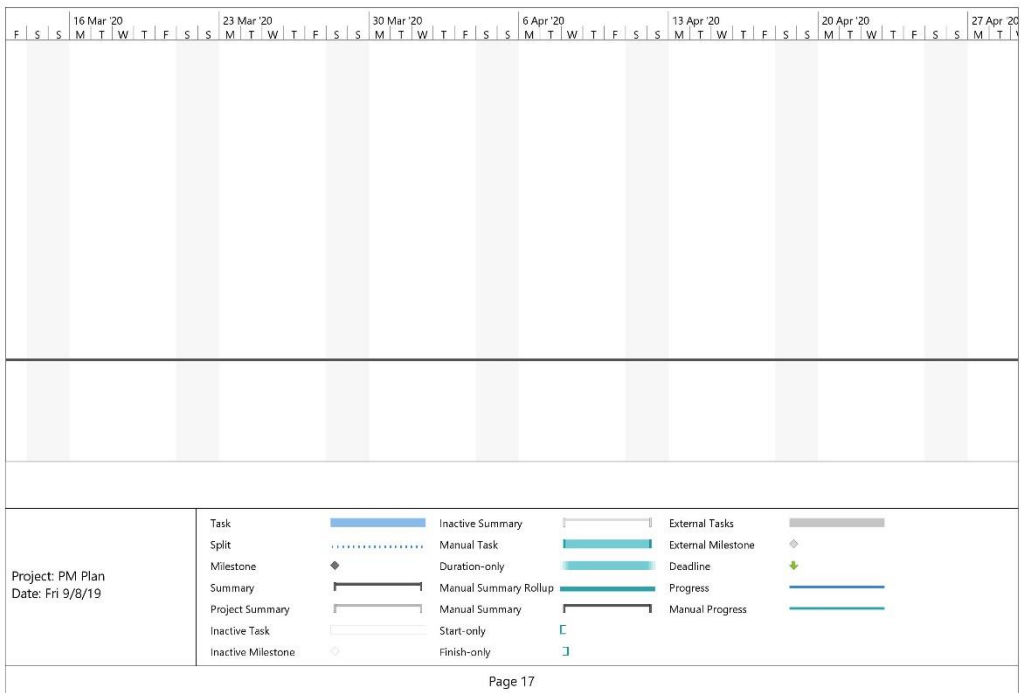 16 Mar '20 23 Mar '20 30 Mar '20 6 Apr '20 13 Apr '20 20 Apr '20 27 Apr '20
F S S M T W T F S S M T W T F S S M T W T F S S M T W T F S S M T W T F S S M T W T F S S M T
Project: PM Plan
Date: Fri 9/8/19
Task
Split
Milestone
Summary
Project Summary
Inactive Task
Inactive Milestone
Inactive Summary
Manual Task
Duration-only
Manual Summary Rollup
Manual Summary
Start-only
Finish-only
External Tasks
External Milestone
Deadline
Progress
Manual Progress
Page 17